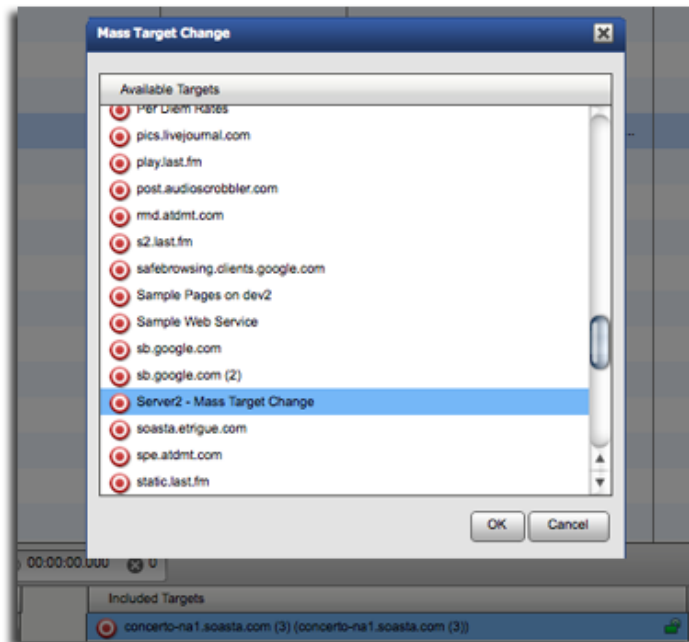 Mass Target Change
Available Targets
Per Diem Rates
pics.livejournal.com
play.last.fm
post.audioscrobbler.com
rmd.atdmt.com
s2.last.fm
safebrowsing.clients.google.com
Sample Pages on dev2
Sample Web Service
sb.google.com
sb.google.com (2)
Server2 - Mass Target Change
soasta.etrigue.com
spe.atdmt.com
static.last.fm
OK Cancel
00:00:00.000 0
Included Targets
concerto-na1.soasta.com (3) (concerto-na1.soasta.com (3))